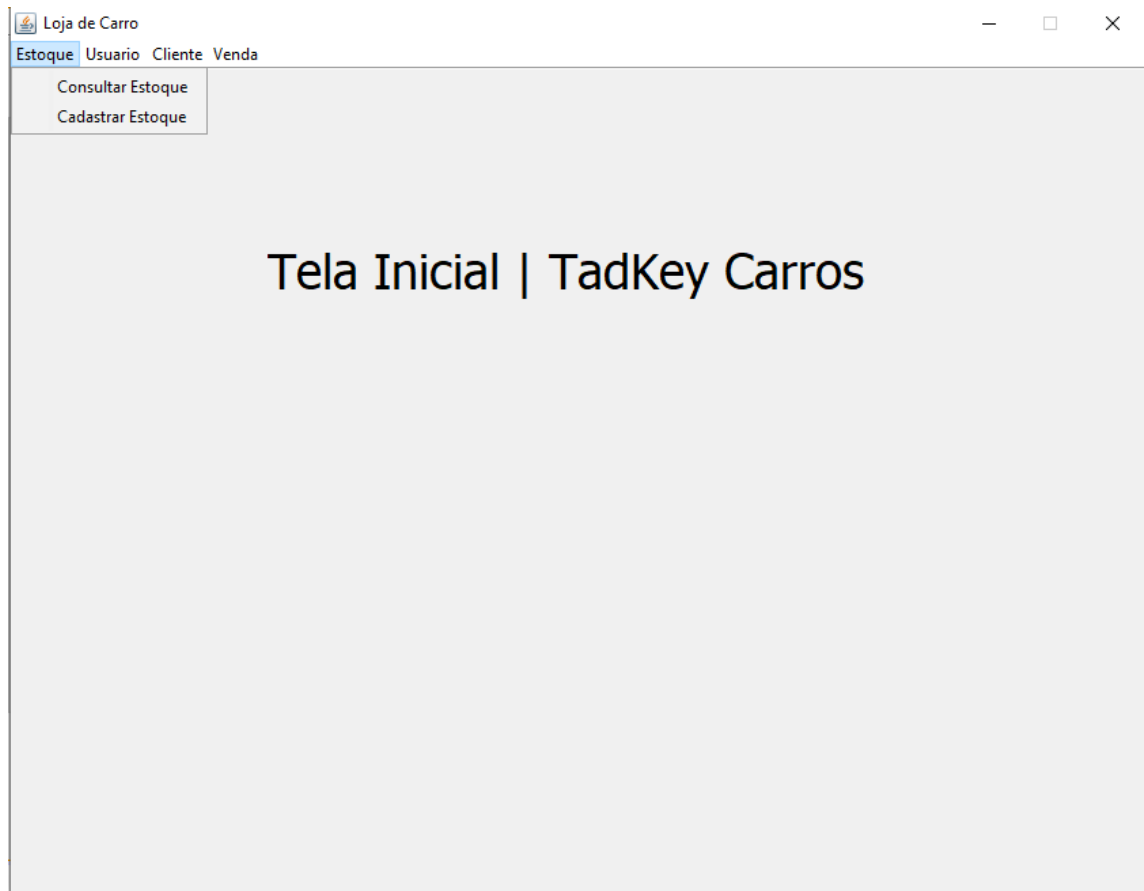 Loja de Carro
Estoque Usuario Cliente Venda
Consultar Estoque
Cadastrar Estoque
Tela Inicial | TadKey Carros